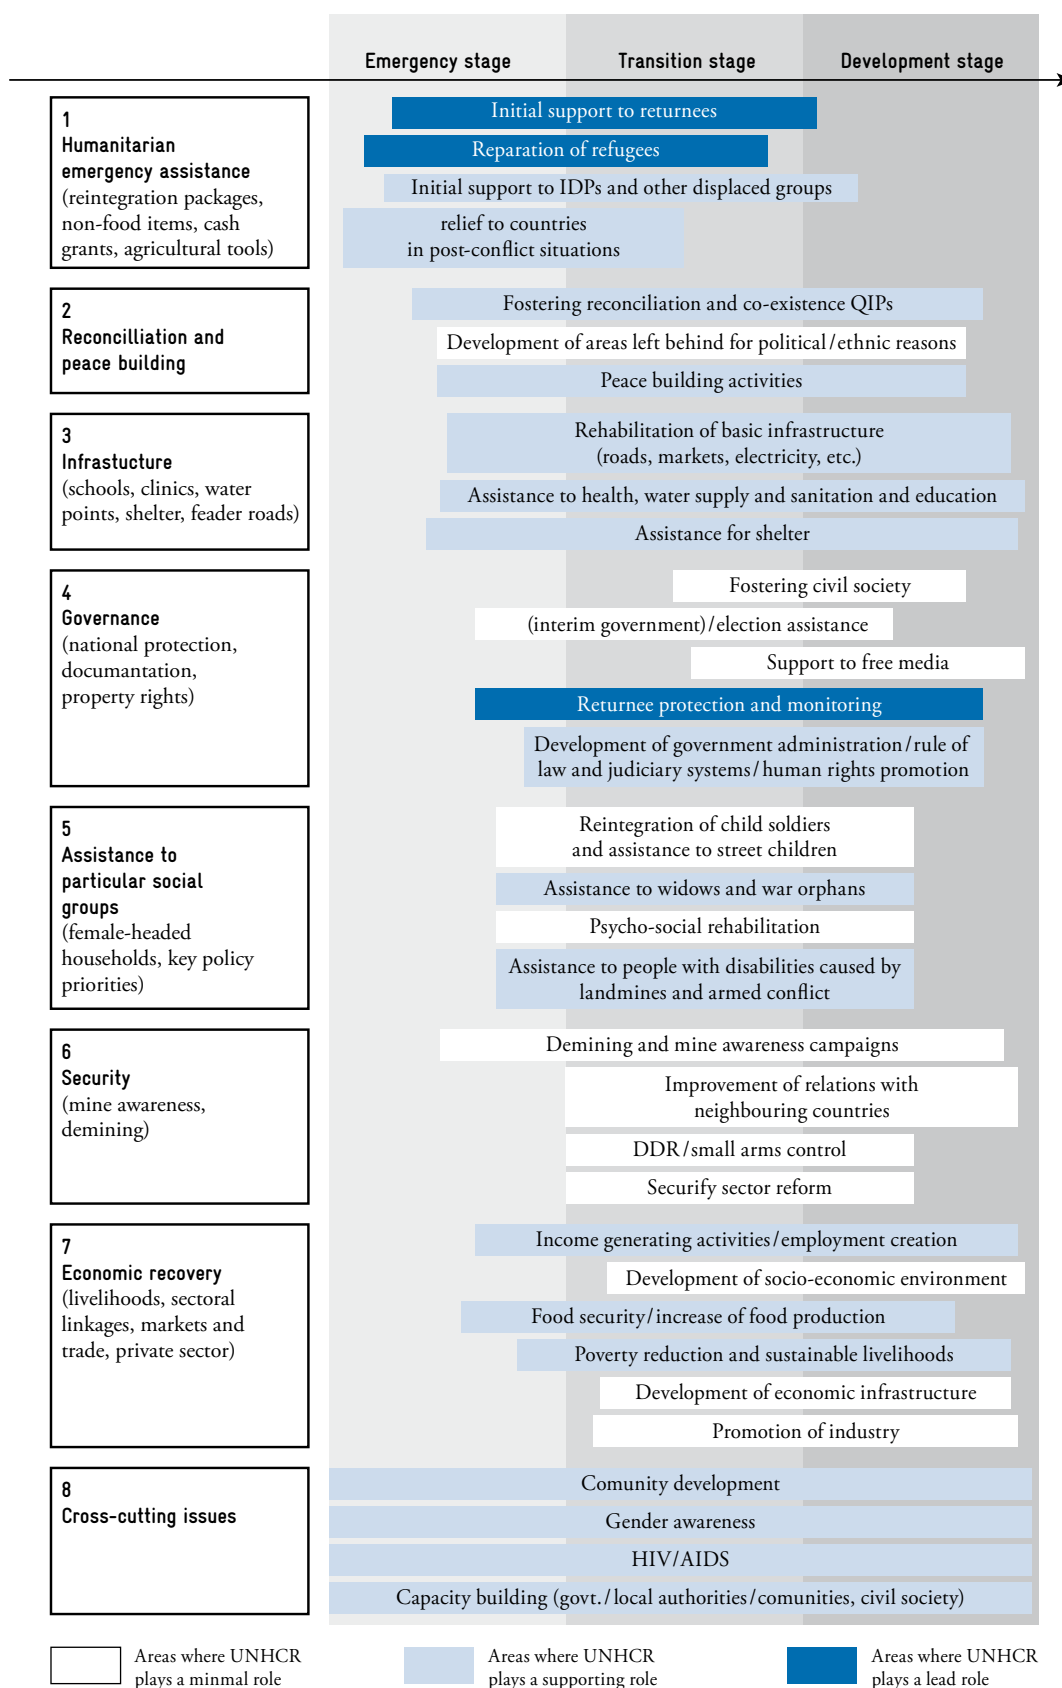 Emergency stage
Transition stage
Development stage
1
Humanitarian
emergency assistance
(reintegration packages,
non-food items, cash
grants, agricultural tools)
Initial support to returnees
Reparation of refugees
Initial support to IDPs and other displaced groups
relief to countries
in post-conflict situations
2
Reconcilliation and
peace building
Fostering reconciliation and co-existence QIPs
Development of areas left behind for political/ethnic reasons
Peace building activities
3
Infrastucture
(schools, clinics, water
points, shelter, feader roads)
Rehabilitation of basic infrastructure
(roads, markets, electricity, etc.)
Assistance to health, water supply and sanitation and education
Assistance for shelter
4
Governance
(national protection,
documantation,
property rights)
Fostering civil society
(interim government)/election assistance
Support to free media
Returnee protection and monitoring
Development of government administration/rule of
law and judiciary systems/human rights promotion
5
Assistance to
particular social
groups
(female-headed
households, key policy
priorities)
Reintegration of child soldiers
and assistance to street children
Assistance to widows and war orphans
Psycho-social rehabilitation
Assistance to people with disabilities caused by
landmines and armed conflict
6
Security
(mine awareness,
demining)
Demining and mine awareness campaigns
Improvement of relations with
neighbouring countries
DDR/small arms control
Securify sector reform
7
Economic recovery
(livelihoods, sectoral
linkages, markets and
trade, private sector)
Income generating activities/employment creation
Development of socio-economic environment
Food security/increase of food production
Poverty reduction and sustainable livelihoods
Development of economic infrastructure
Promotion of industry
8
Cross-cutting issues
Comunity development
Gender awareness
HIV/AIDS
Capacity building (govt./local authorities/comunities, civil society)
Areas where UNHCR
plays a minmal role
Areas where UNHCR
plays a supporting role
Areas where UNHCR
plays a lead role